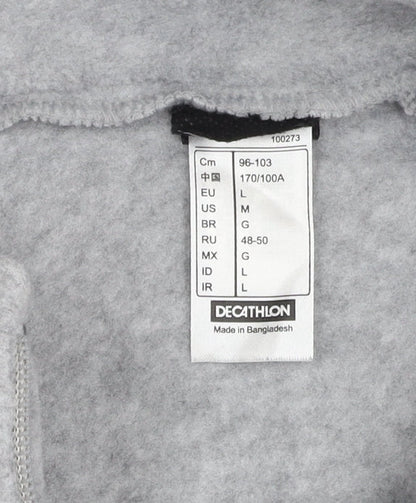 100273
Cm 96-103
中国 170/100A
EU L
US M
BR G
RU 48-50
MX G
ID L
IR L
DECATHLON
Made in Bangladesh